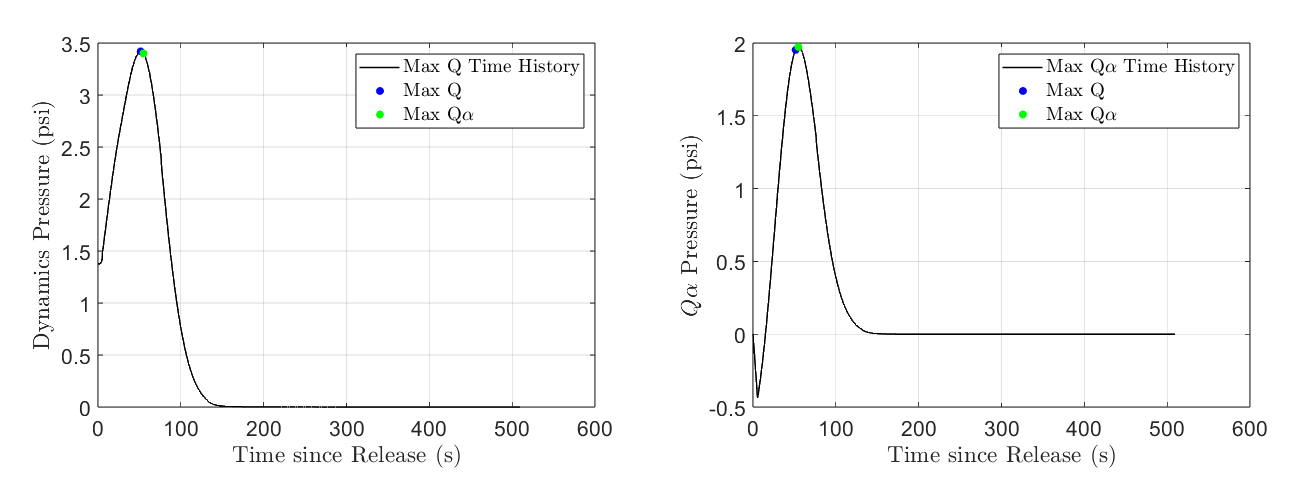 3.5
3
2.5
2
1.5
1
0.5
0
0 100 200 300 400 500 600
Dynamics Pressure (psi)
Time since Release (s)
Max Q Time History
Max Q
Max Qα
2
1.5
1
0.5
0
-0.5
0 100 200 300 400 500 600
Qα Pressure (psi)
Time since Release (s)
Max Qα Time History
Max Q
Max Qα